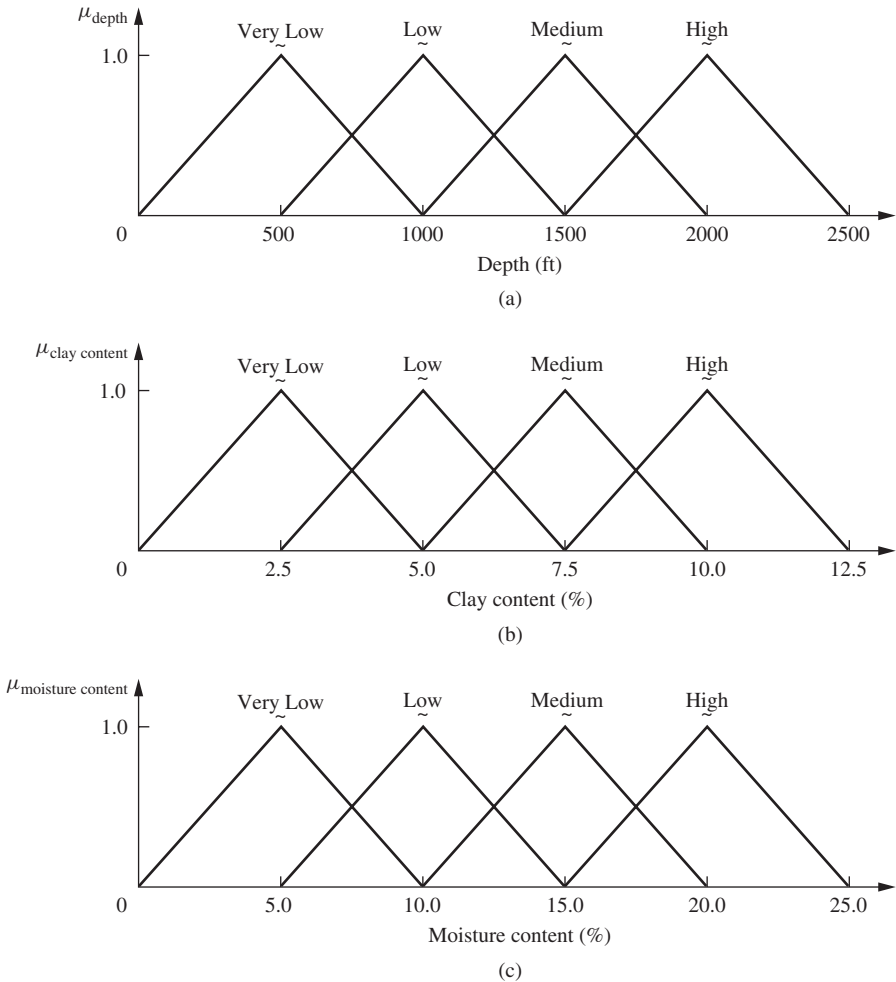 μdepth
Very Low Low Medium High
~ ~ ~ ~
1.0
0 500 1000 1500 2000 2500
Depth (ft)
(a)
μclay content
Very Low Low Medium High
~ ~ ~ ~
1.0
0 2.5 5.0 7.5 10.0 12.5
Clay content (%)
(b)
μmoisture content
Very Low Low Medium High
~ ~ ~ ~
1.0
0 5.0 10.0 15.0 20.0 25.0
Moisture content (%)
(c)